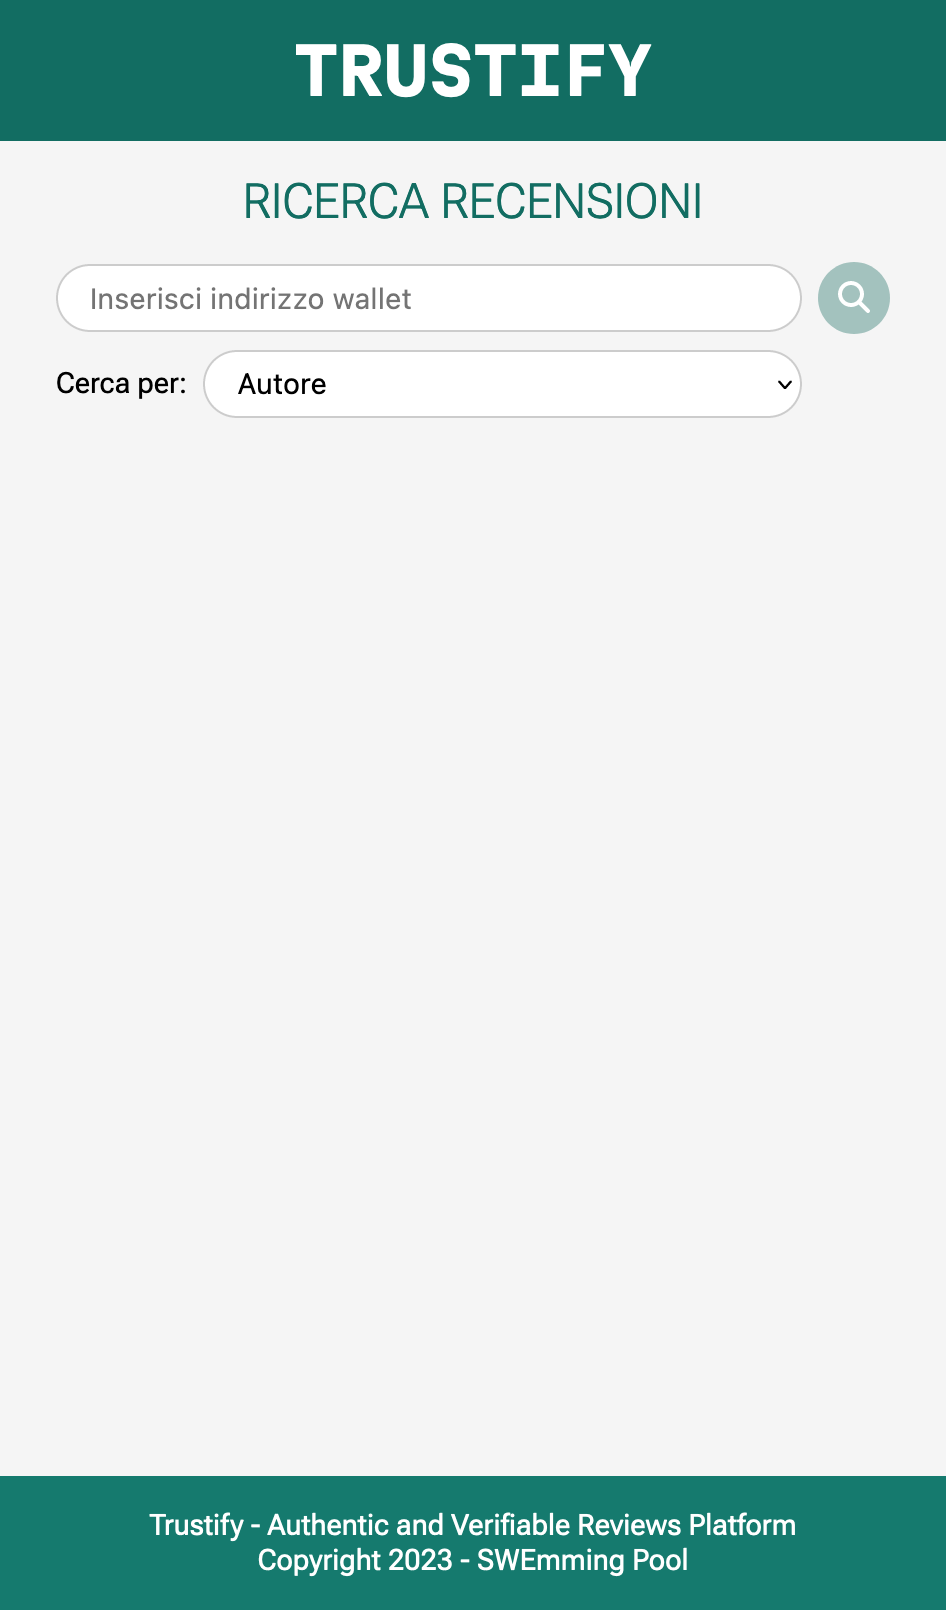 TRUSTIFY
RICERCA RECENSIONI
Inserisci indirizzo wallet
Cerca per:
Autore
Trustify - Authentic and Verifiable Reviews Platform
Copyright 2023 - SWEmming Pool